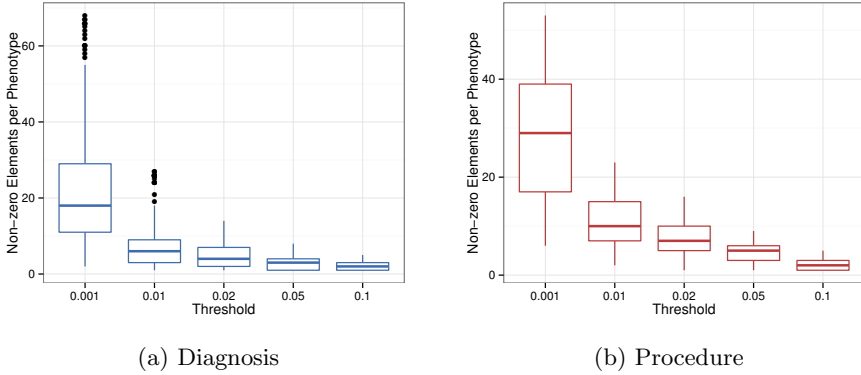 Non-zero Elements per Phenotype
60
40
20
0
0.001 0.01 0.02 0.05 0.1
Threshold
(a) Diagnosis
Non-zero Elements per Phenotype
40
20
0
0.001 0.01 0.02 0.05 0.1
Threshold
(b) Procedure